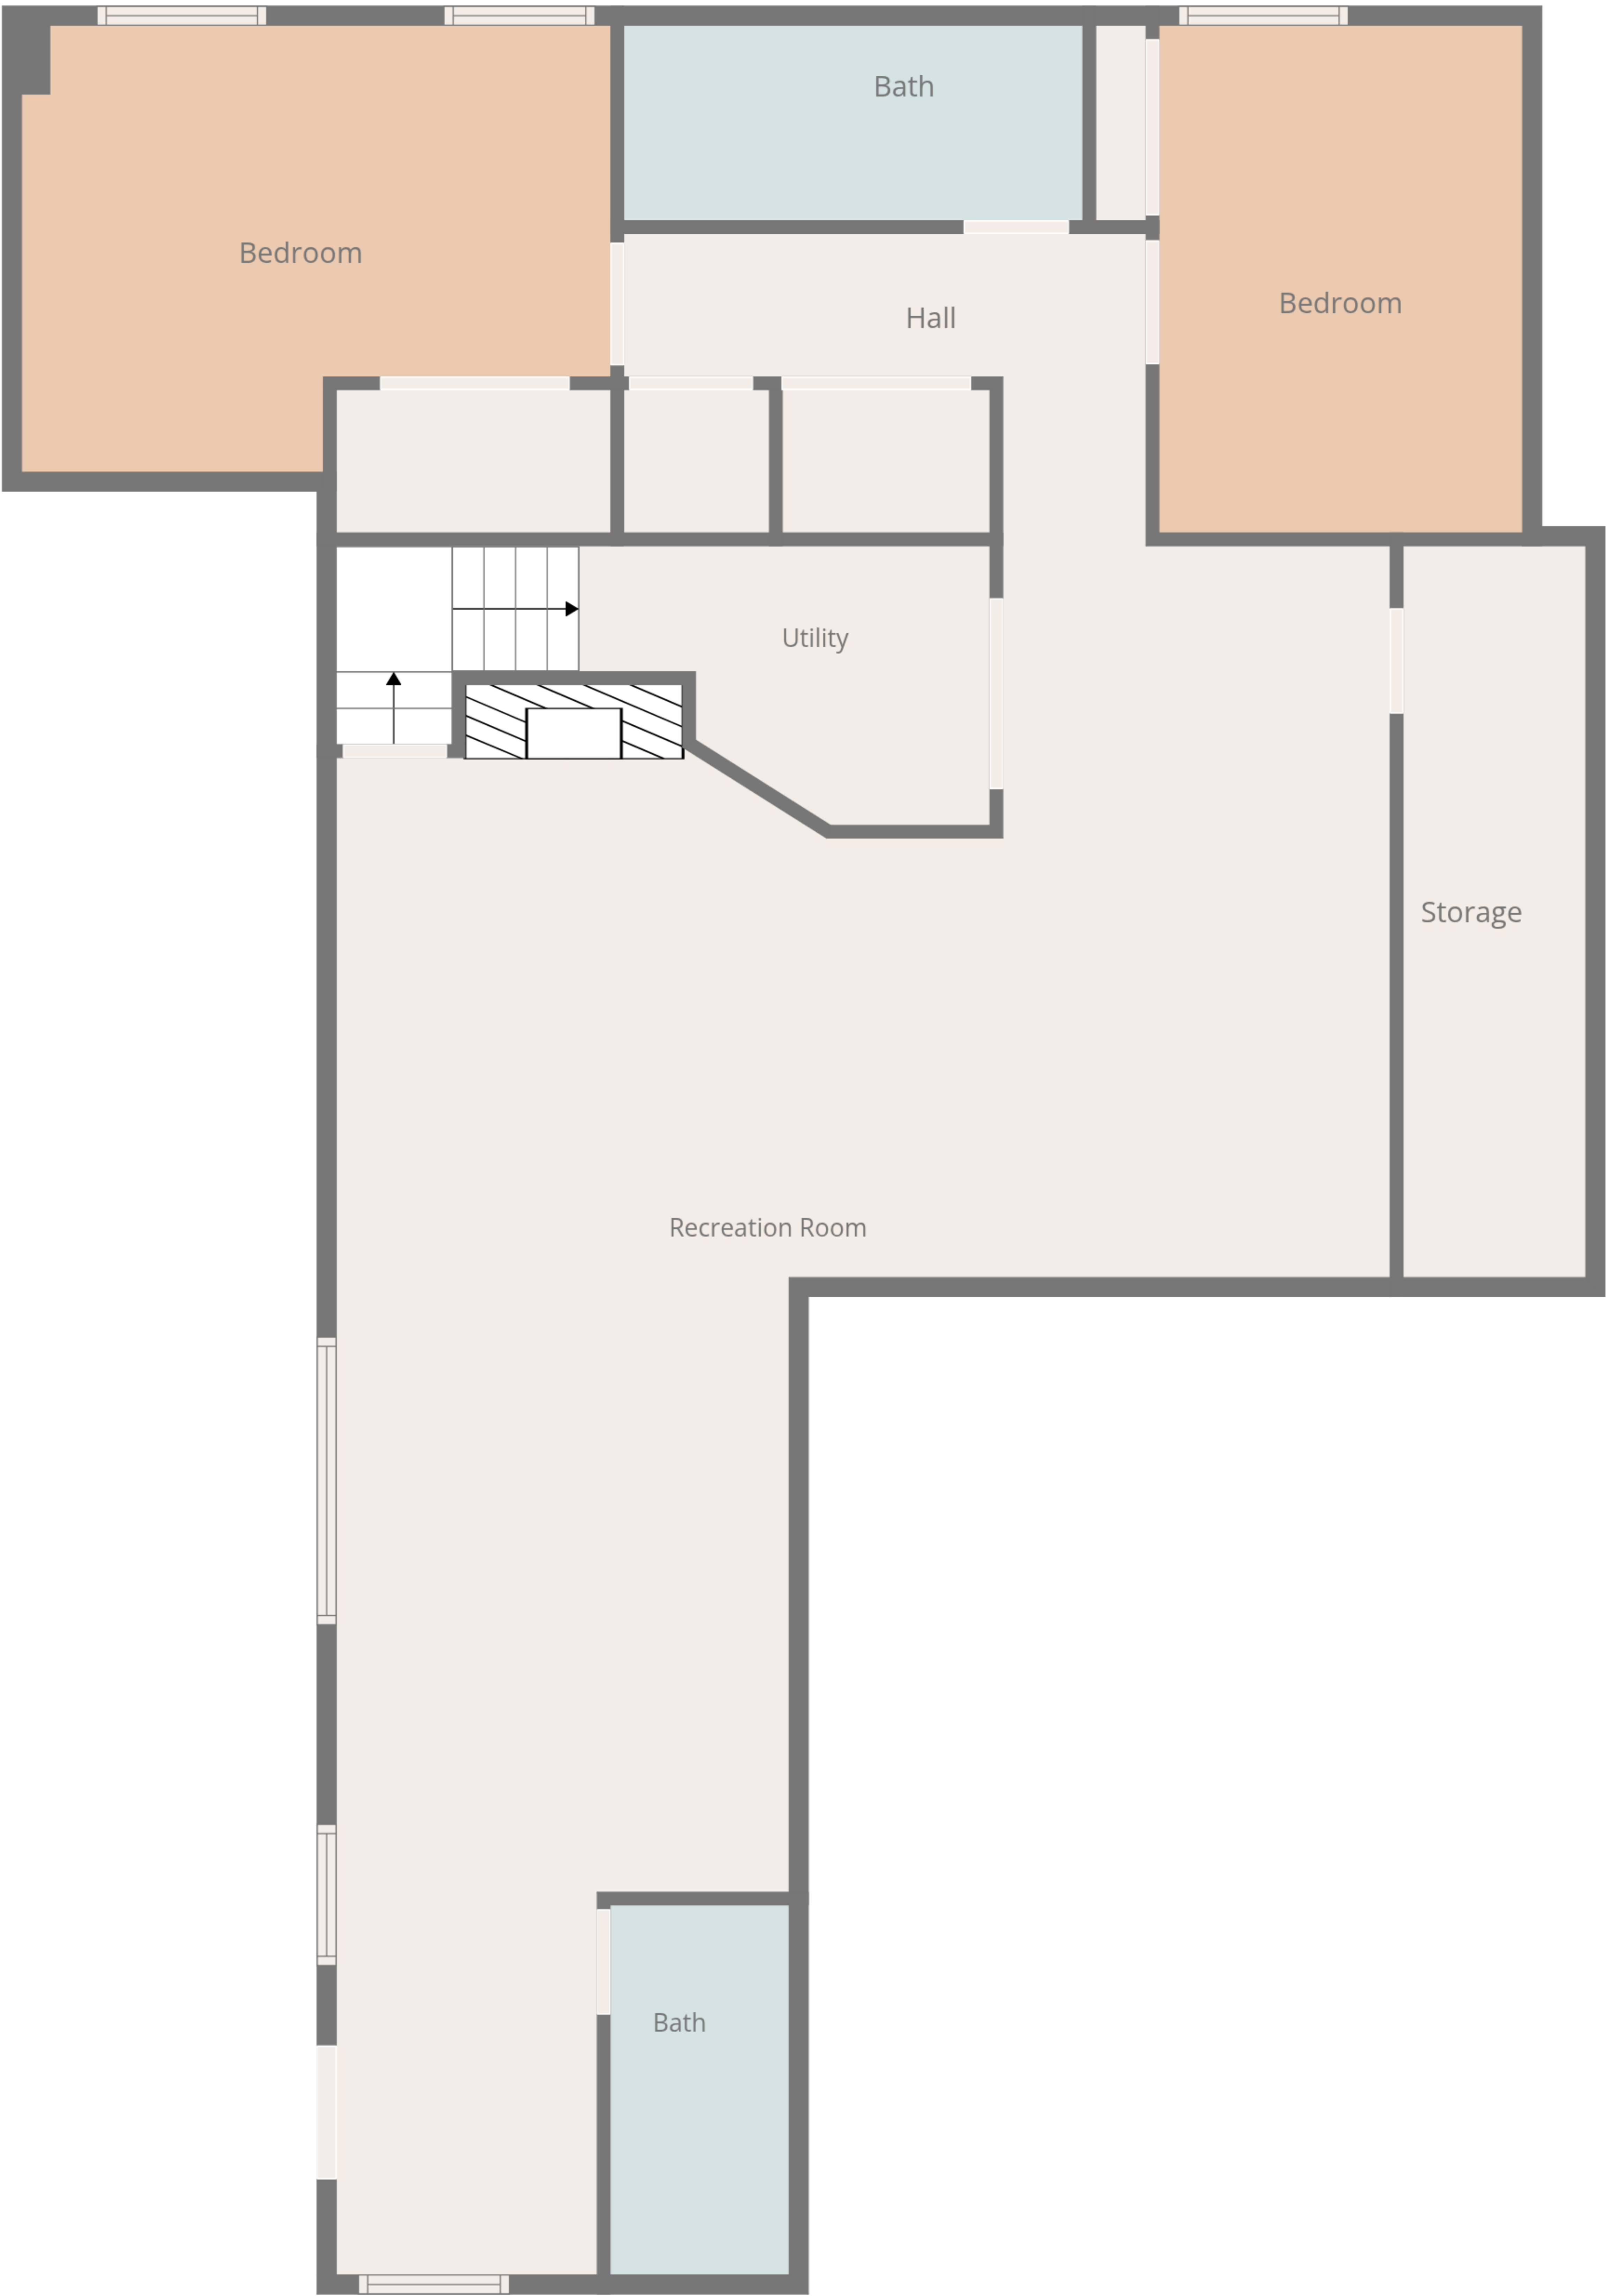 Bath
Bedroom
Bedroom
Hall
Utility
Storage
Recreation Room
Bath